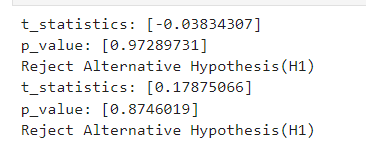 t_statistics: [-0.03834307]
p_value: [0.97289731]
Reject Alternative Hypothesis(H1)
t_statistics: [0.17875066]
p_value: [0.8746019]
Reject Alternative Hypothesis(H1)